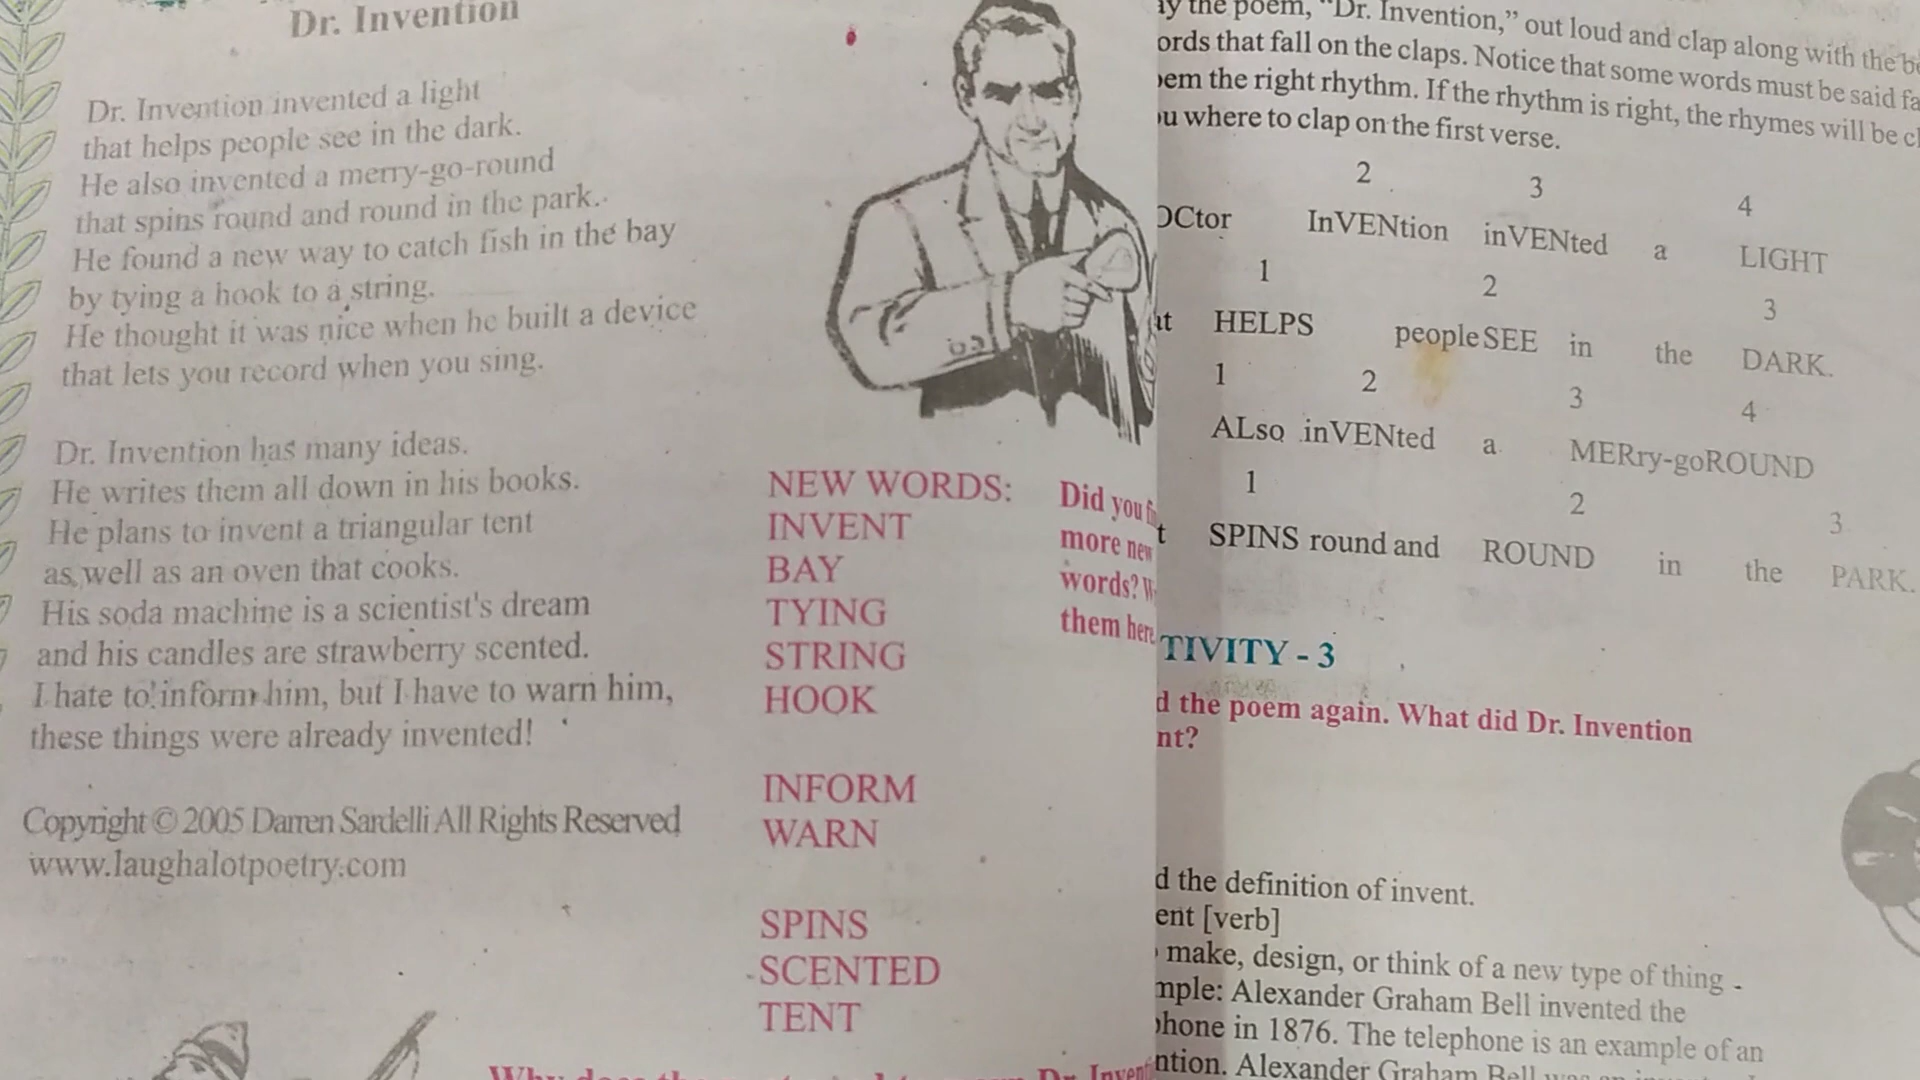 Dr. Invention
Dr. Invention invented a light
that helps people see in the dark.
He also invented a merry-go-round
that spins round and round in the park.
He found a new way to catch fish in the bay
by tying a hook to a string.
He thought it was nice when he built a device
that lets you record when you sing.
Dr. Invention has many ideas.
He writes them all down in his books.
He plans to invent a triangular tent
as well as an oven that cooks.
His soda machine is a scientist's dream
and his candles are strawberry scented.
I hate to inform him, but I have to warn him,
these things were already invented!
Copyright © 2005 Darren Sardelli All Rights Reserved
www.laughalotpoetry.com
NEW WORDS:
INVENT
BAY
TYING
STRING
HOOK
INFORM
WARN
SPINS
SCENTED
TENT
Did you
more new
words?
them here
the poem, "Dr. Invention," out loud and clap along with the
ords that fall on the claps. Notice that some words must be said
em the right rhythm. If the rhythm is right, the rhymes will be
u where to clap on the first verse.
2 3 4
OCtor InVENtion inVENted a LIGHT
1 2 3
at HELPS people SEE in the DARK.
1 2 3 4
ALso inVENted a MERry-goROUND
1 2 3
t SPINS round and ROUND in the PARK.
TIVITY - 3
d the poem again. What did Dr. Invention
nt?
d the definition of invent.
ent [verb]
make, design, or think of a new type of thing -
mple: Alexander Graham Bell invented the
phone in 1876. The telephone is an example of an
ntion. Alexander Graham Bell was an